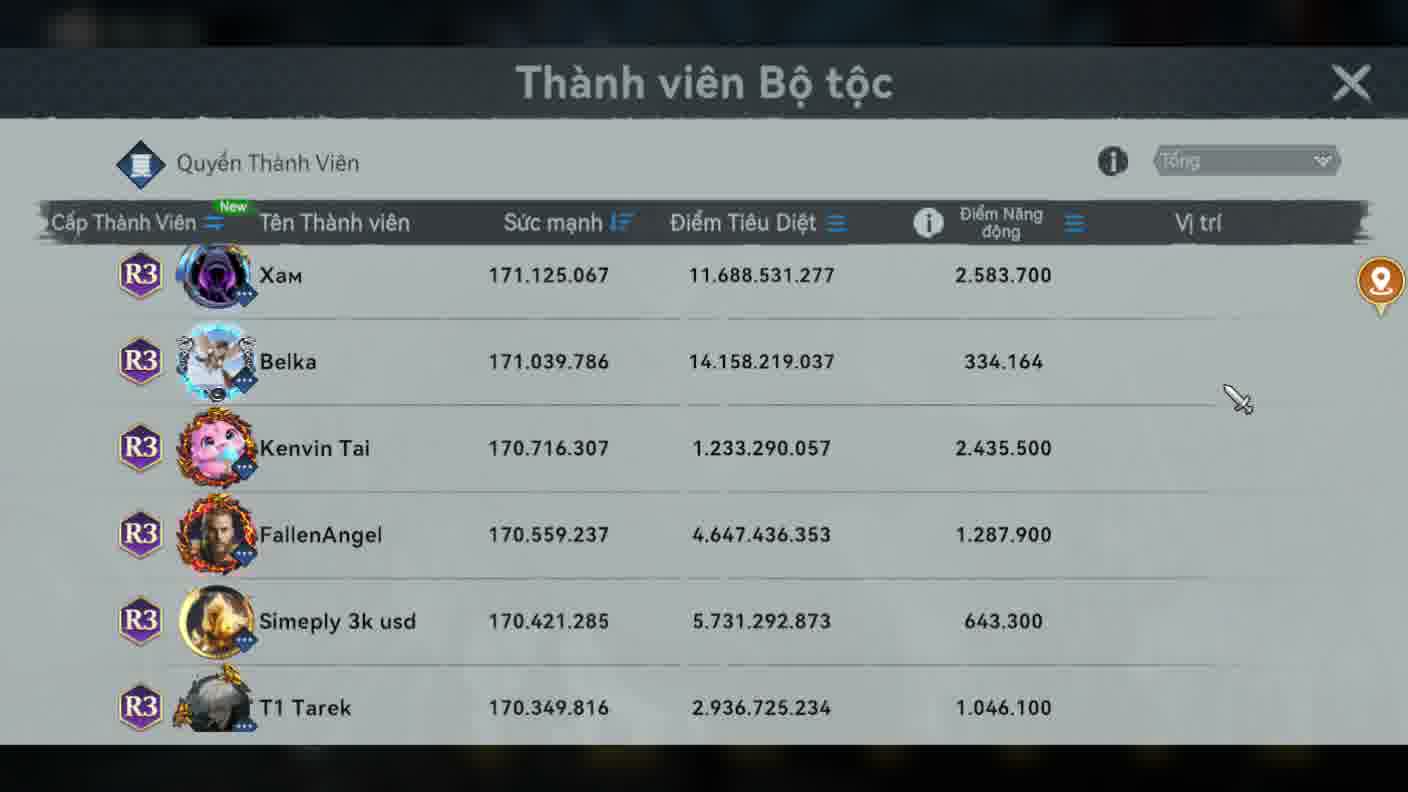 Thành viên Bộ tộc
Quyển Thành Viên
Tổng
New
Cấp Thành Viên Tên Thành viên Sức mạnh Điểm Tiêu Diệt Điểm Năng động Vị trí
R3 Хам 171.125.067 11.688.531.277 2.583.700
R3 Belka 171.039.786 14.158.219.037 334.164
R3 Kenvin Tai 170.716.307 1.233.290.057 2.435.500
R3 FallenAngel 170.559.237 4.647.436.353 1.287.900
R3 Simeply 3k usd 170.421.285 5.731.292.873 643.300
R3 T1 Tarek 170.349.816 2.936.725.234 1.046.100